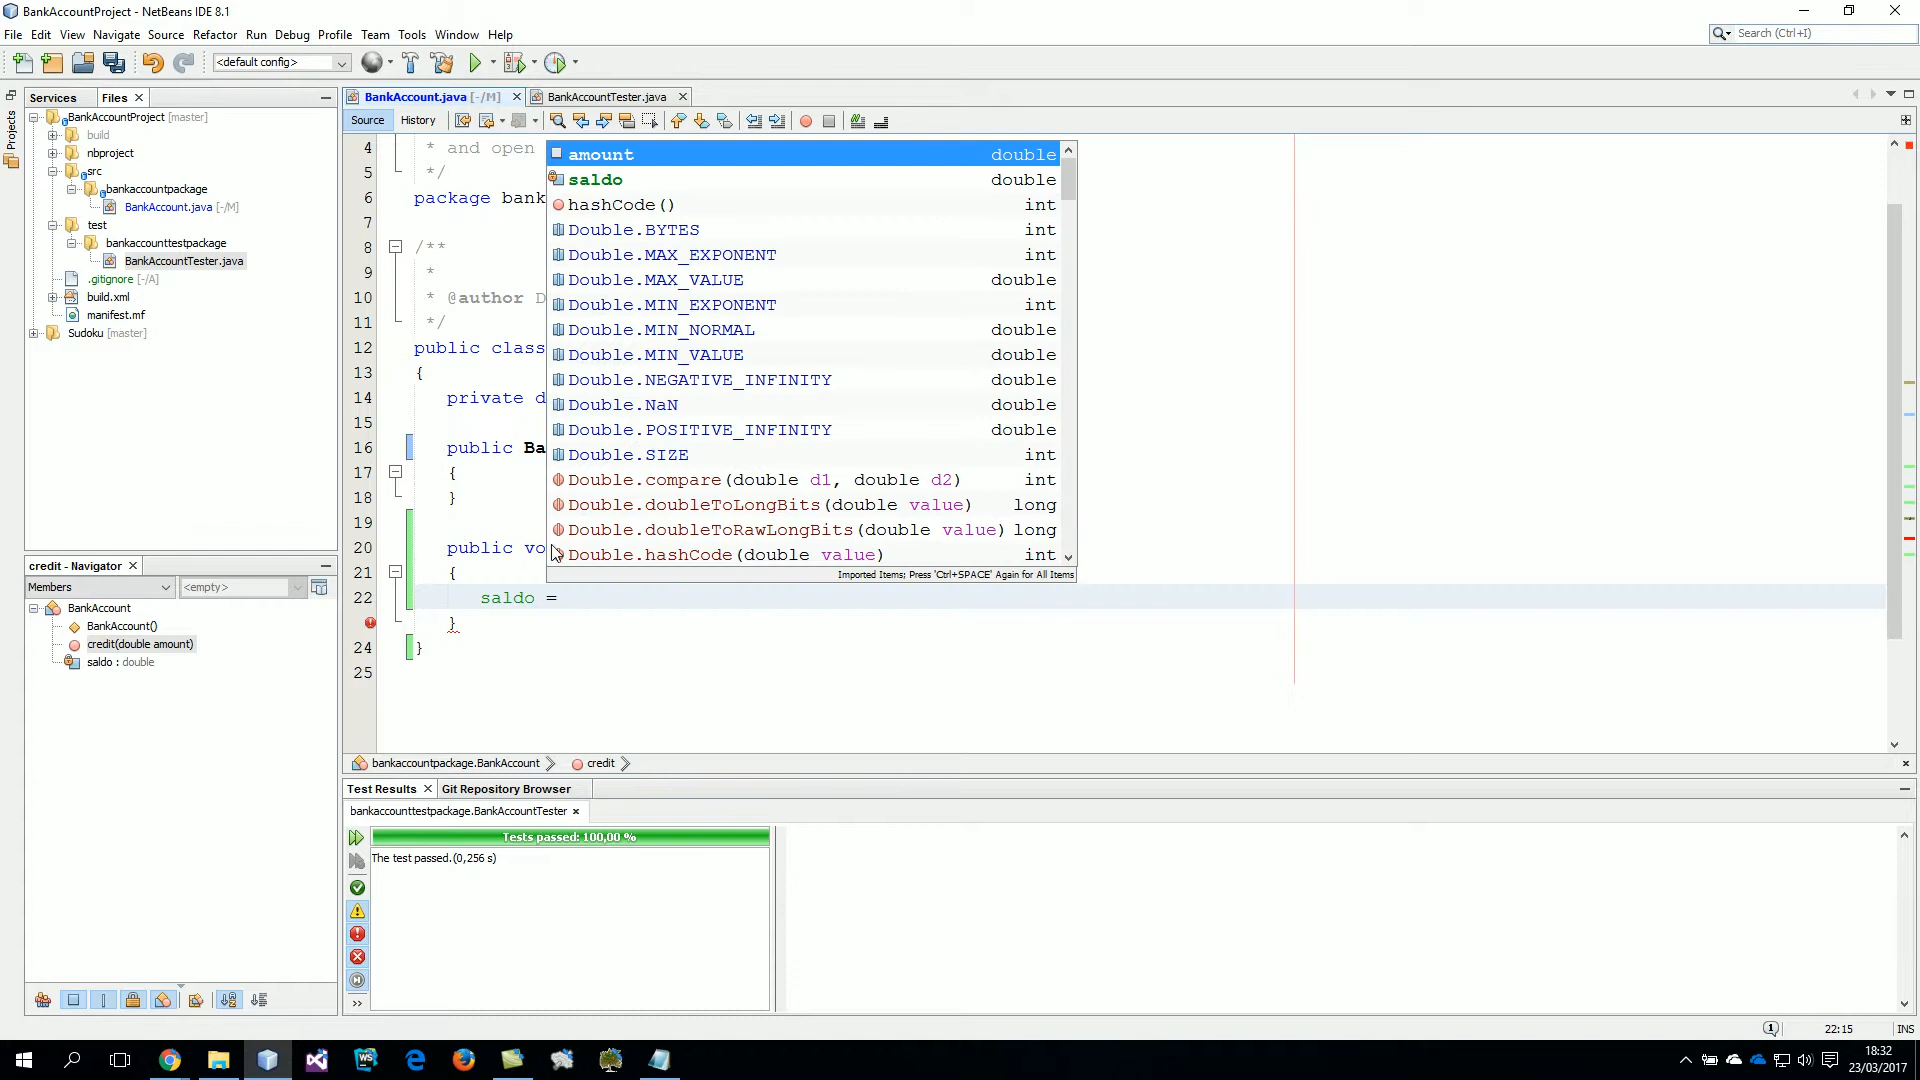 BankAccountProject - NetBeans IDE 8.1
File Edit View Navigate Source Refactor Run Debug Profile Team Tools Window Help
Search (Ctrl+I)
<default config>
Services Files
BankAccount.java [-/M] BankAccountTester.java
Projects
Source History
BankAccountProject [master]
build
nbproject
src
bankaccountpackage
BankAccount.java [-/M]
test
bankaccounttestpackage
BankAccountTester.java
.gitignore [-/A]
build.xml
manifest.mf
Sudoku [master]
4 * and open
5 */
6 package bank
7
8 /**
9 *
10 * @author D
11 */
12 public class
13 {
14 private d
15
16 public Ba
17 {
18 }
19
20 public vo
21 {
22 saldo =
}
24 }
25
amount double
saldo double
hashCode() int
Double.BYTES int
Double.MAX_EXPONENT int
Double.MAX_VALUE double
Double.MIN_EXPONENT int
Double.MIN_NORMAL double
Double.MIN_VALUE double
Double.NEGATIVE_INFINITY double
Double.NaN double
Double.POSITIVE_INFINITY double
Double.SIZE int
Double.compare(double d1, double d2) int
Double.doubleToLongBits(double value) long
Double.doubleToRawLongBits(double value) long
Double.hashCode(double value) int
Imported Items; Press 'Ctrl+SPACE' Again for All Items
credit - Navigator
Members <empty>
BankAccount
BankAccount()
credit(double amount)
saldo : double
bankaccountpackage.BankAccount credit
Test Results Git Repository Browser
bankaccounttestpackage.BankAccountTester
Tests passed: 100,00 %
The test passed.(0,256 s)
1 22:15 INS
18:32
23/03/2017